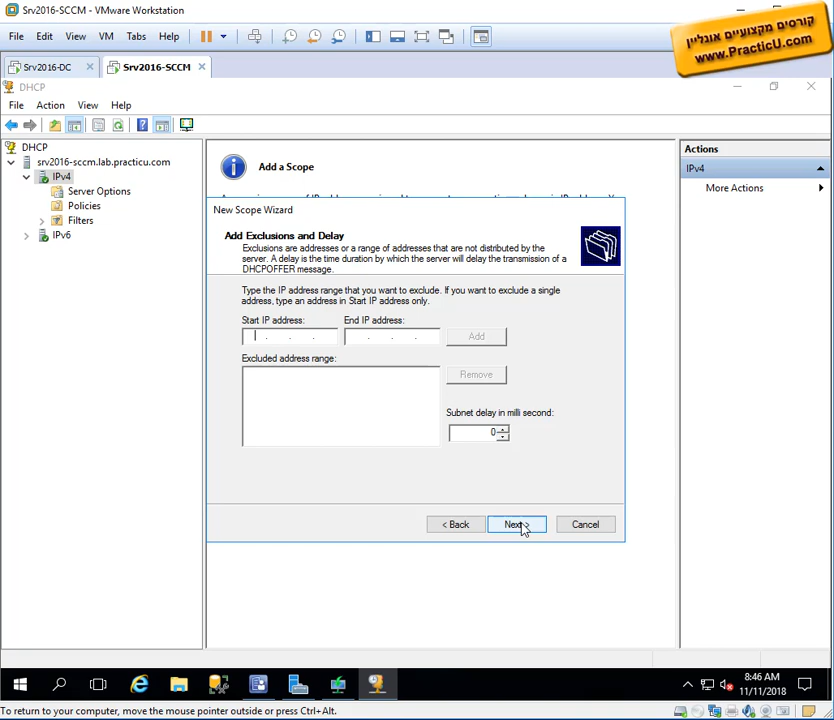 Srv2016-SCCM - VMware Workstation
קורסים מקצועיים אונליין
www.PracticU.com
File Edit View VM Tabs Help
Srv2016-DC
Srv2016-SCCM
DHCP
File Action View Help
DHCP
srv2016-sccm.lab.practicu.com
IPv4
Server Options
Policies
Filters
IPv6
Add a Scope
New Scope Wizard
Add Exclusions and Delay
Exclusions are addresses or a range of addresses that are not distributed by the
server. A delay is the time duration by which the server will delay the transmission of a
DHCPOFFER message.
Type the IP address range that you want to exclude. If you want to exclude a single
address, type an address in Start IP address only.
Start IP address:
End IP address:
Add
Excluded address range:
Remove
Subnet delay in milli second:
0
< Back
Next >
Cancel
Actions
IPv4
More Actions
8:46 AM
11/11/2018
To return to your computer, move the mouse pointer outside or press Ctrl+Alt.